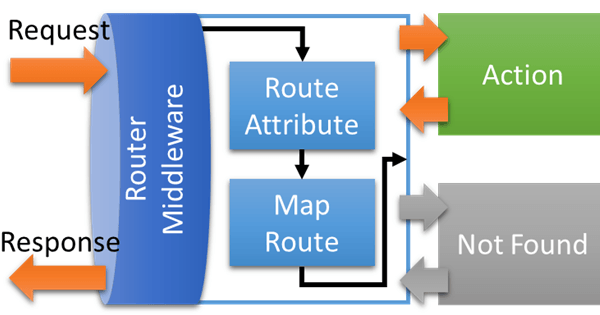 Request
Router
Middleware
Response
Route
Attribute
Map
Route
Action
Not Found